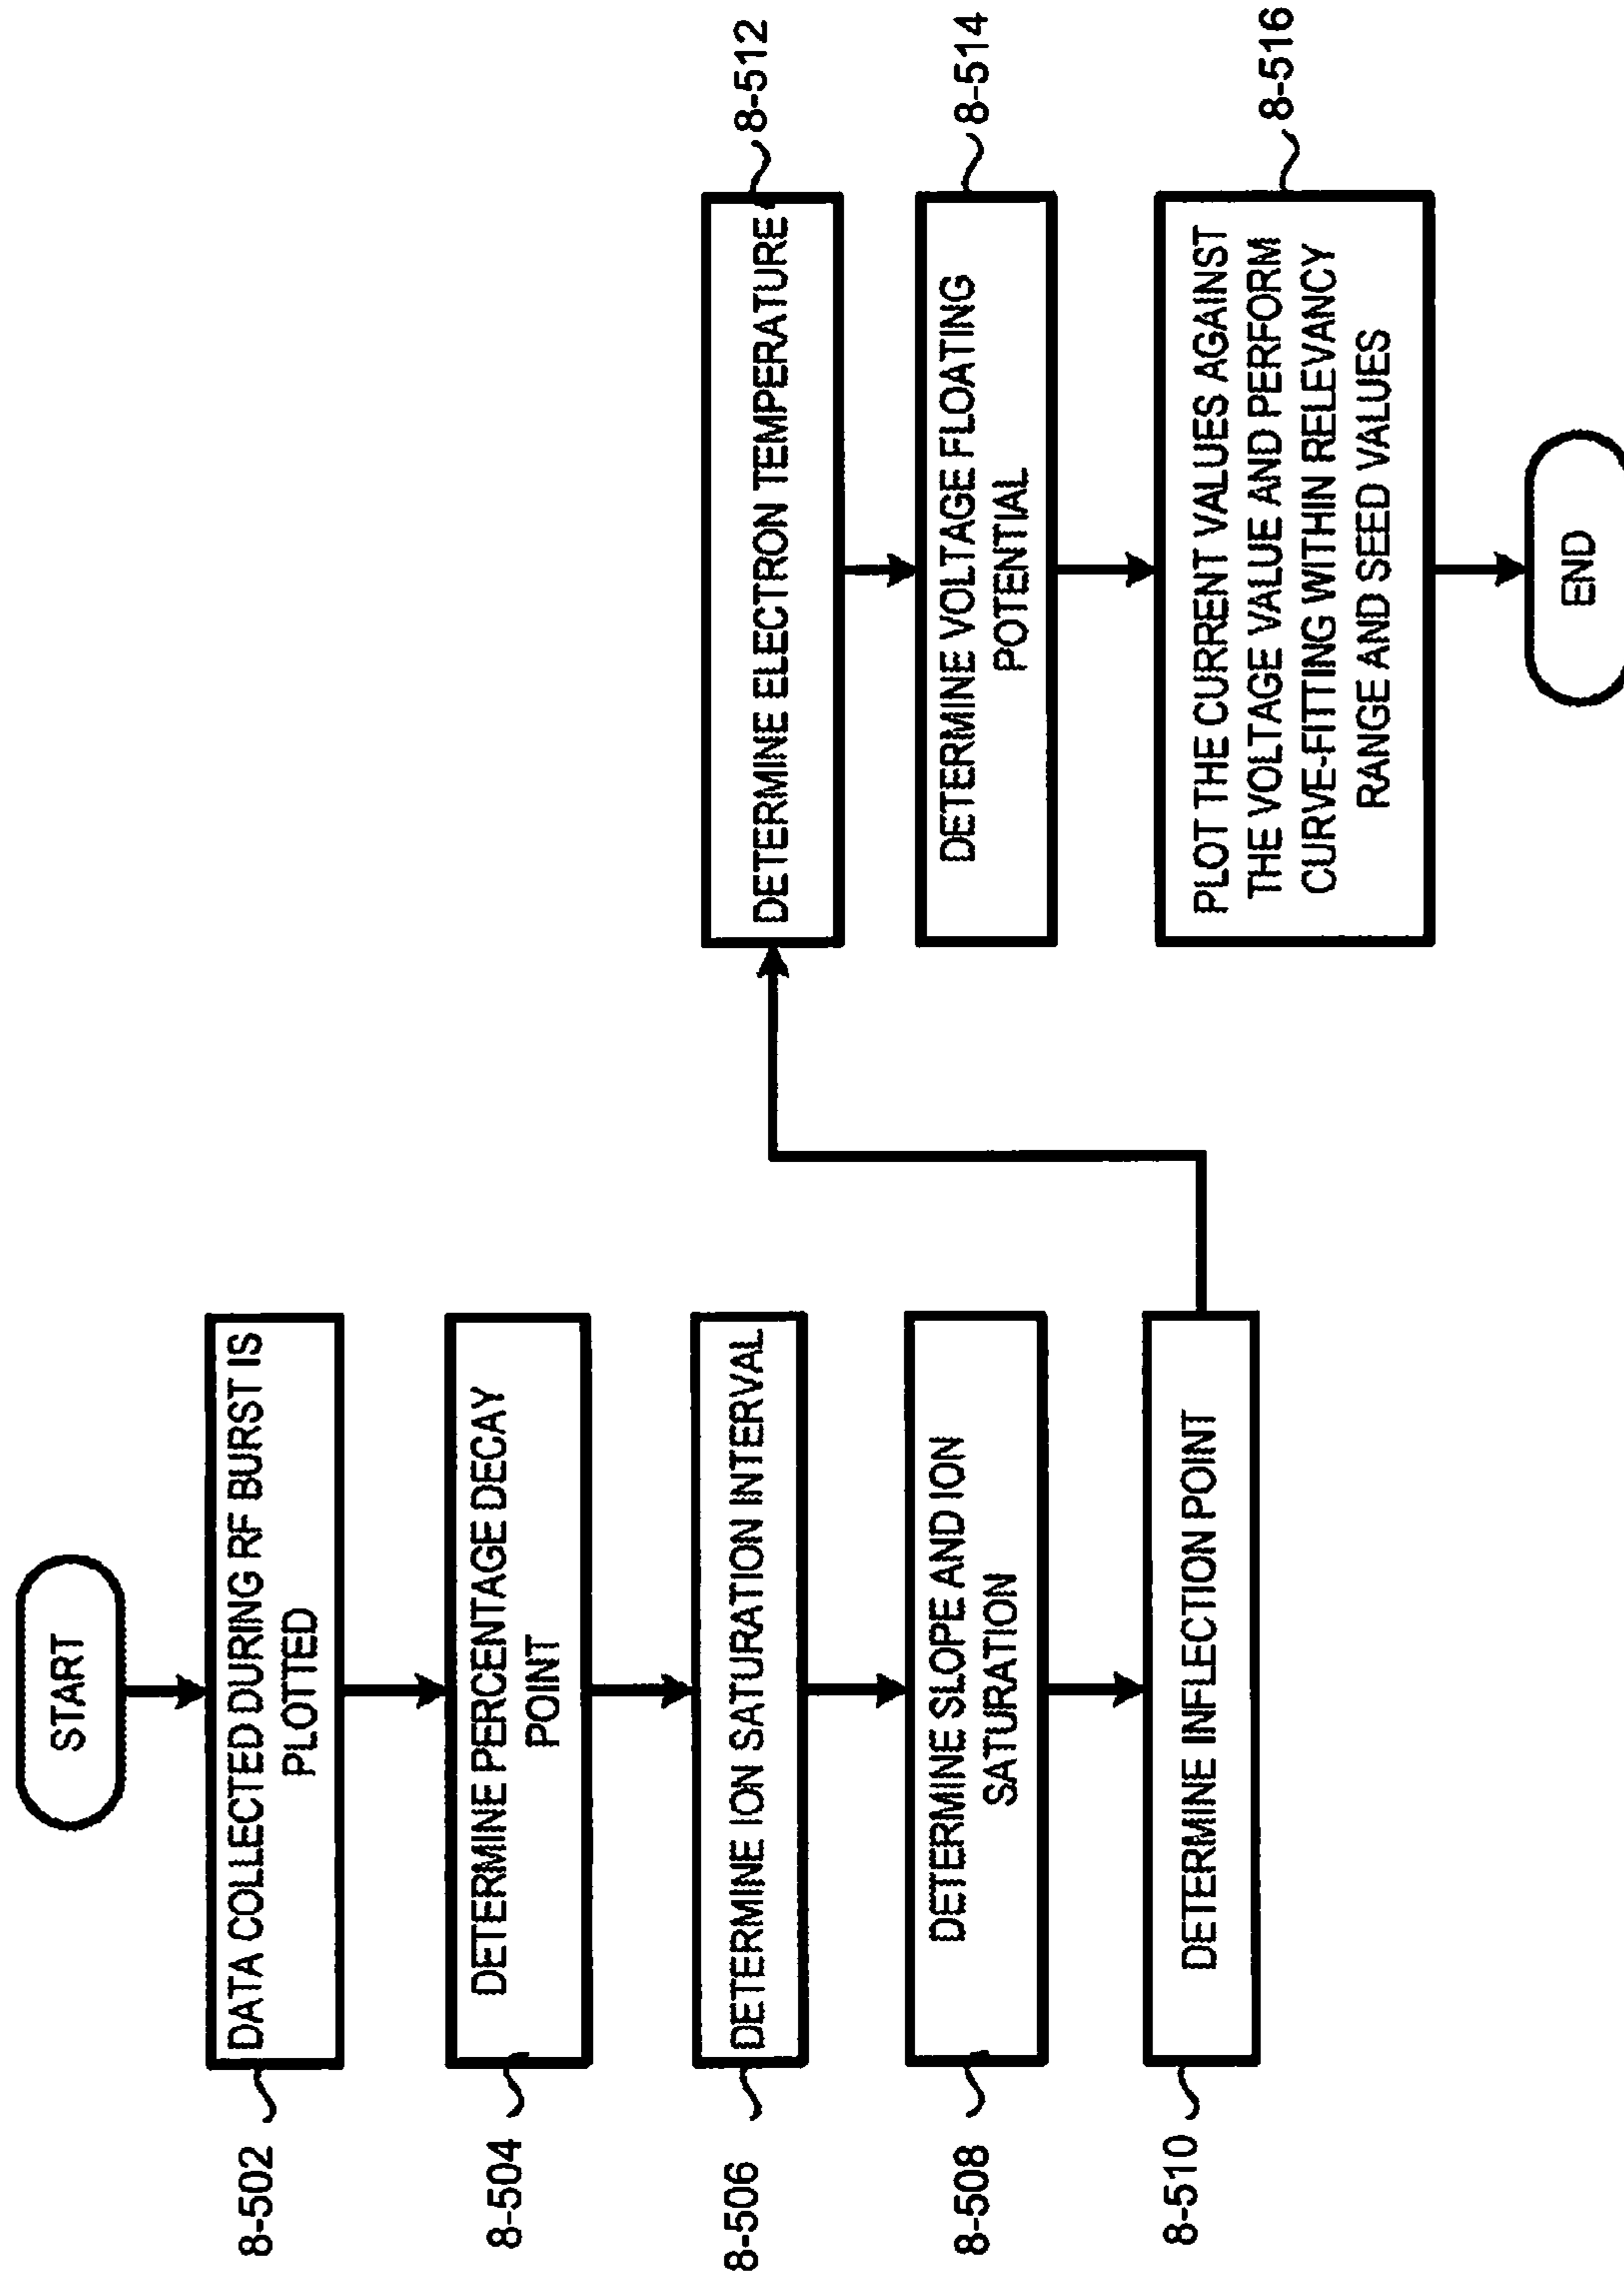 START
8-502
DATA COLLECTED DURING RF BURST IS
PLOTTED
8-504
DETERMINE PERCENTAGE DECAY
POINT
8-506
DETERMINE ION SATURATION INTERVAL
8-508
DETERMINE SLOPE AND ION
SATURATION
8-510
DETERMINE INFLECTION POINT
8-512
DETERMINE ELECTRON TEMPERATURE
8-514
DETERMINE VOLTAGE FLOATING
POTENTIAL
8-516
PLOT THE CURRENT VALUES AGAINST
THE VOLTAGE VALUE AND PERFORM
CURVE-FITTING WITHIN RELEVANCY
RANGE AND SEED VALUES
END